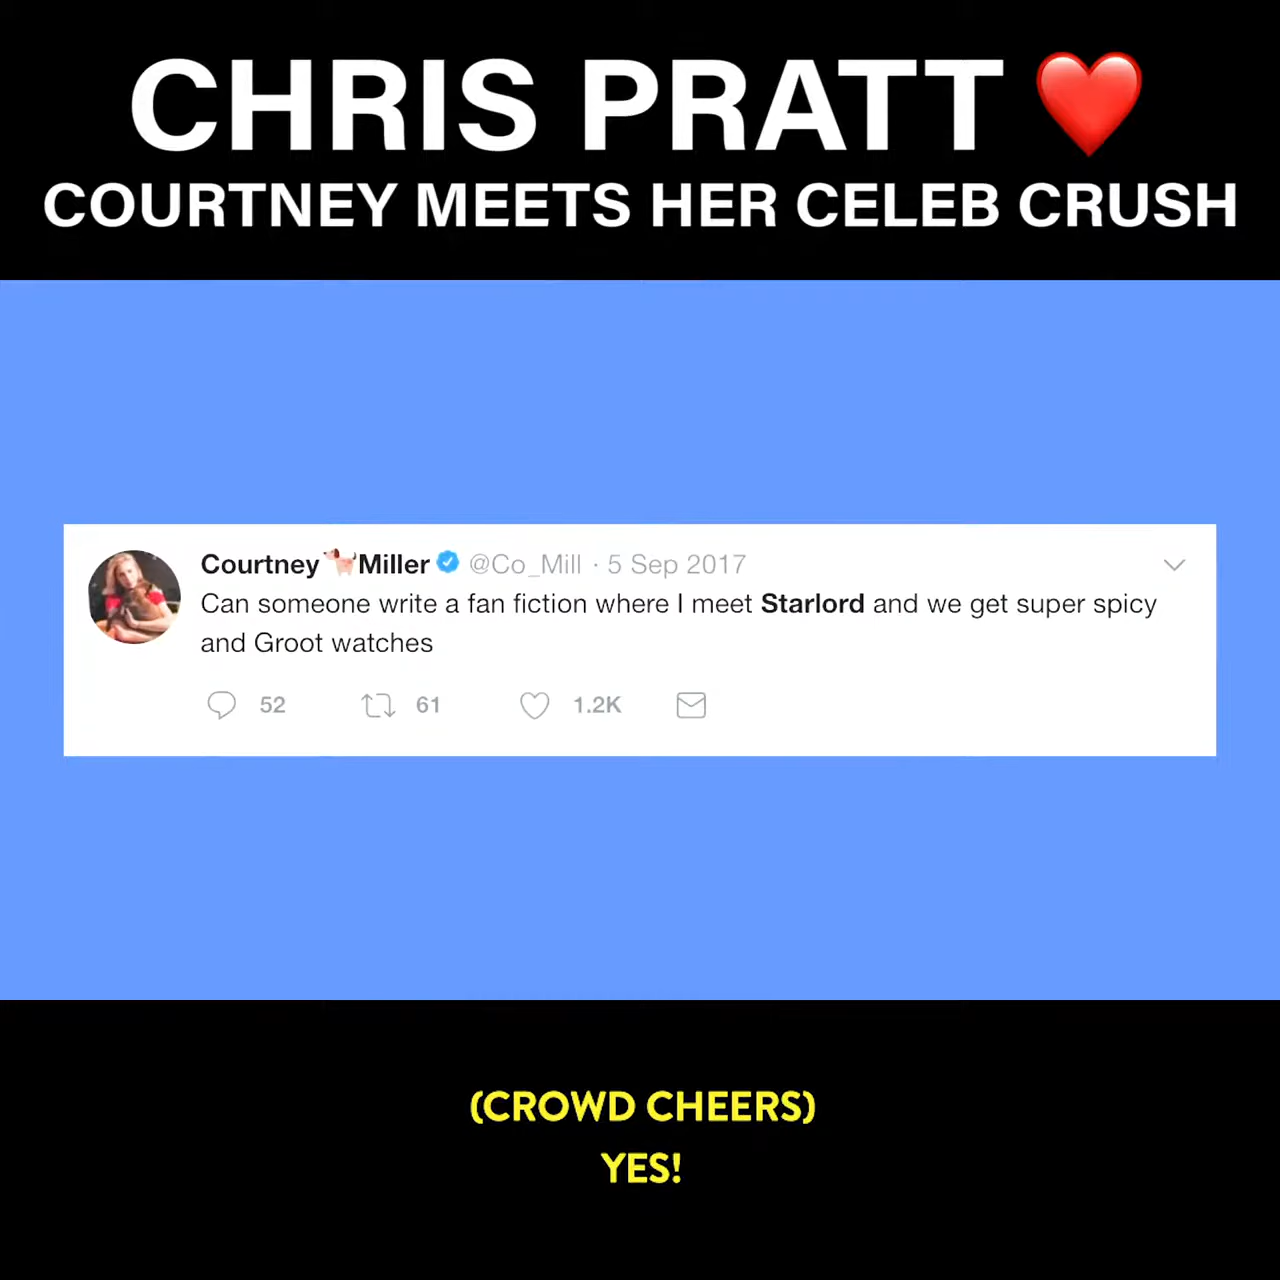 CHRIS PRATT ❤️
COURTNEY MEETS HER CELEB CRUSH
Courtney 🐕Miller @Co_Mill · 5 Sep 2017
Can someone write a fan fiction where I meet Starlord and we get super spicy
and Groot watches
52 61 1.2K
(CROWD CHEERS)
YES!